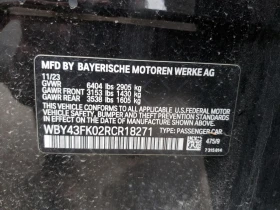 MFD BY BAYERISCHE MOTOREN WERKE AG
11/23
GVWR 6404 lbs 2905 kg
GAWR FRONT 3153 lbs 1430 kg
GAWR REAR 3538 lbs 1605 kg
THIS VEHICLE CONFORMS TO ALL APPLICABLE U.S. FEDERAL MOTOR
VEHICLE SAFETY, BUMPER, AND THEFT PREVENTION STANDARDS
IN EFFECT ON THE DATE OF MANUFACTURE SHOWN ABOVE.
WBY43FK02RCR18271 TYPE: PASSENGER CAR
475/9